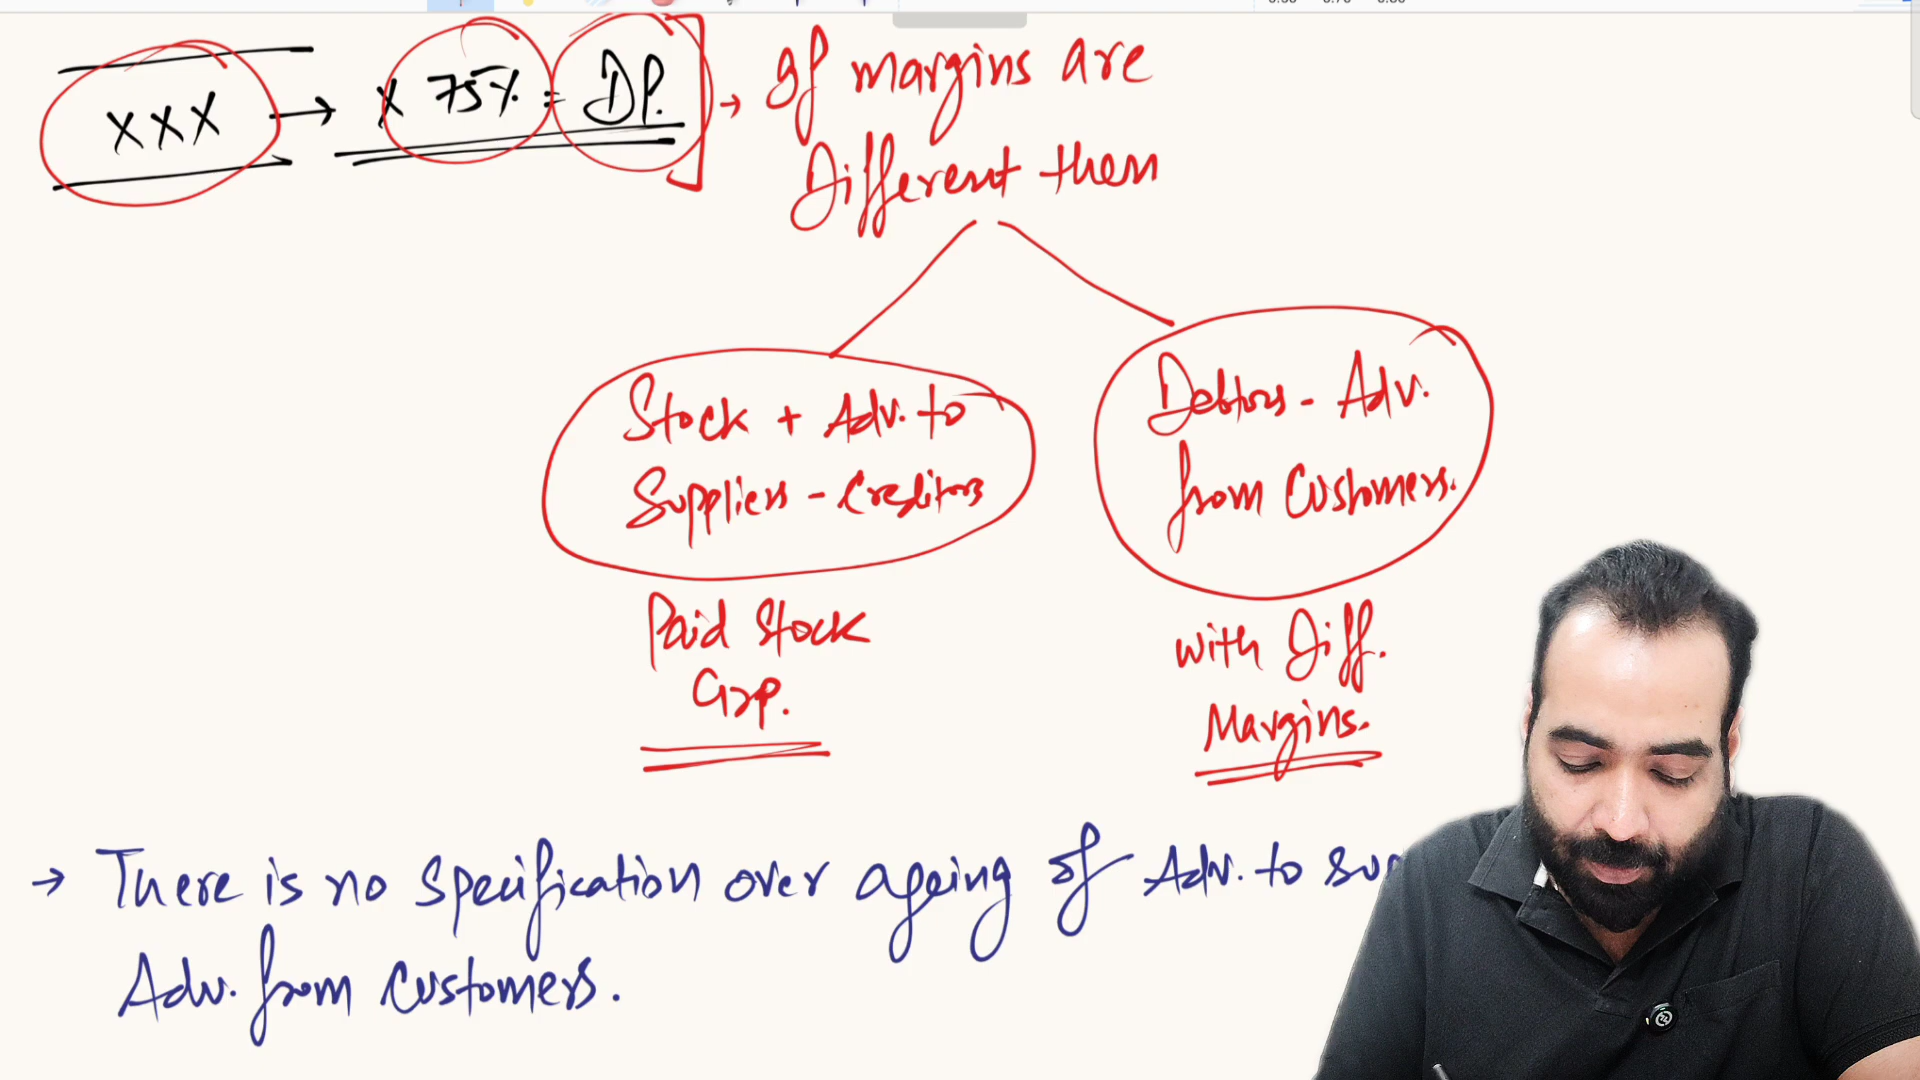 XXX → X 75% = DP.
→ If margins are
Different then
Stock + Adv. to
Suppliers - Creditors
Debtors - Adv.
from Customers.
Paid Stock
Grp.
with Diff.
Margins.
→ There is no specification over ageing of Adv. to
Adv. from Customers.